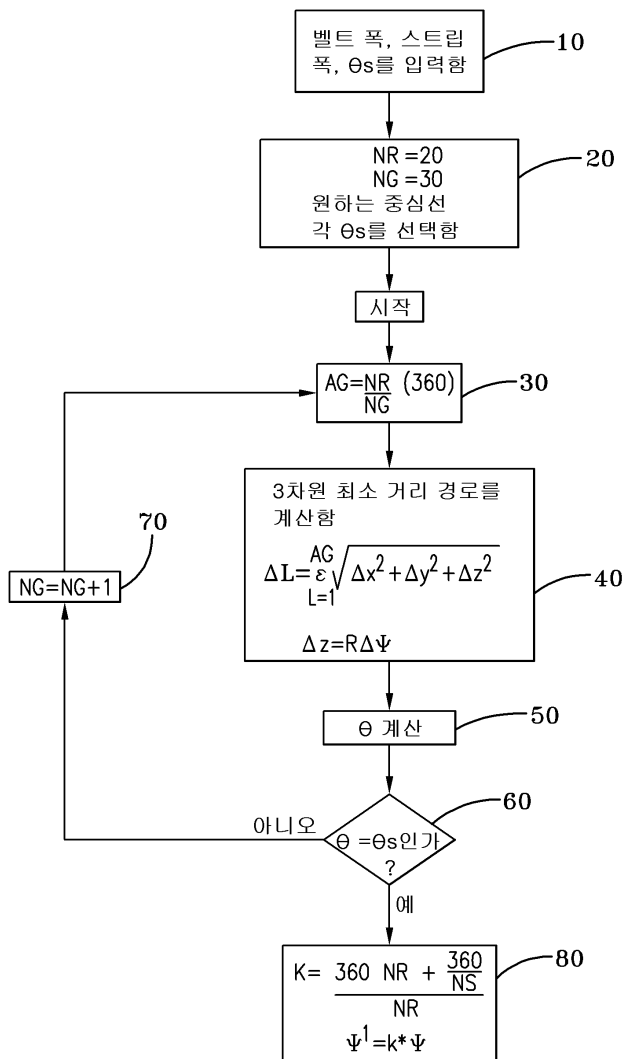 벨트 폭, 스트립
폭, Θs를 입력함
10
NR =20
NG =30
원하는 중심선
각 Θs를 선택함
20
시작
AG=NR/NG (360)
30
3차원 최소 거리 경로를
계산함
AG
ΔL=ε√Δx²+Δy²+Δz²
L=1
Δz=RΔΨ
40
70
NG=NG+1
Θ 계산
50
60
아니오
Θ =Θs인가
?
예
K= 360 NR + 360/NS
NR
Ψ¹=k* Ψ
80